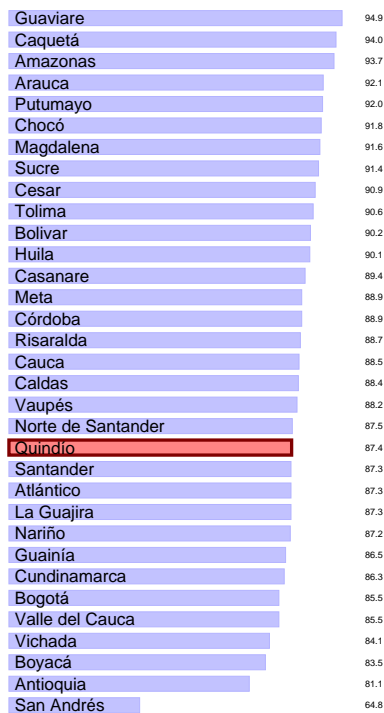 Guaviare 94.9
Caquetá 94.0
Amazonas 93.7
Arauca 92.1
Putumayo 92.0
Chocó 91.8
Magdalena 91.6
Sucre 91.4
Cesar 90.9
Tolima 90.6
Bolivar 90.2
Huila 90.1
Casanare 89.4
Meta 88.9
Córdoba 88.9
Risaralda 88.7
Cauca 88.5
Caldas 88.4
Vaupés 88.2
Norte de Santander 87.5
Quindío 87.4
Santander 87.3
Atlántico 87.3
La Guajira 87.3
Nariño 87.2
Guainía 86.5
Cundinamarca 86.3
Bogotá 85.5
Valle del Cauca 85.5
Vichada 84.1
Boyacá 83.5
Antioquia 81.1
San Andrés 64.8